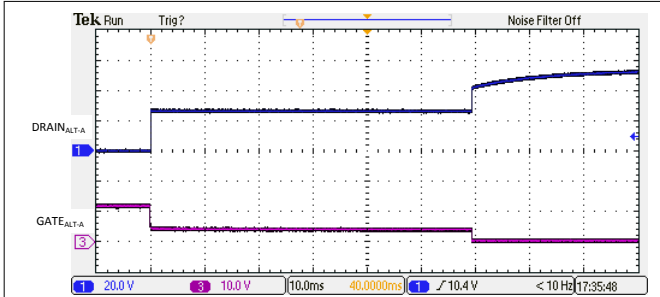 Tek Run Trig? Noise Filter Off
T
T
DRAINALT-A
1
GATEALT-A
3
1 20.0 V 3 10.0 V 10.0ms 40.0000ms 1 10.4 V < 10 Hz 17:35:48